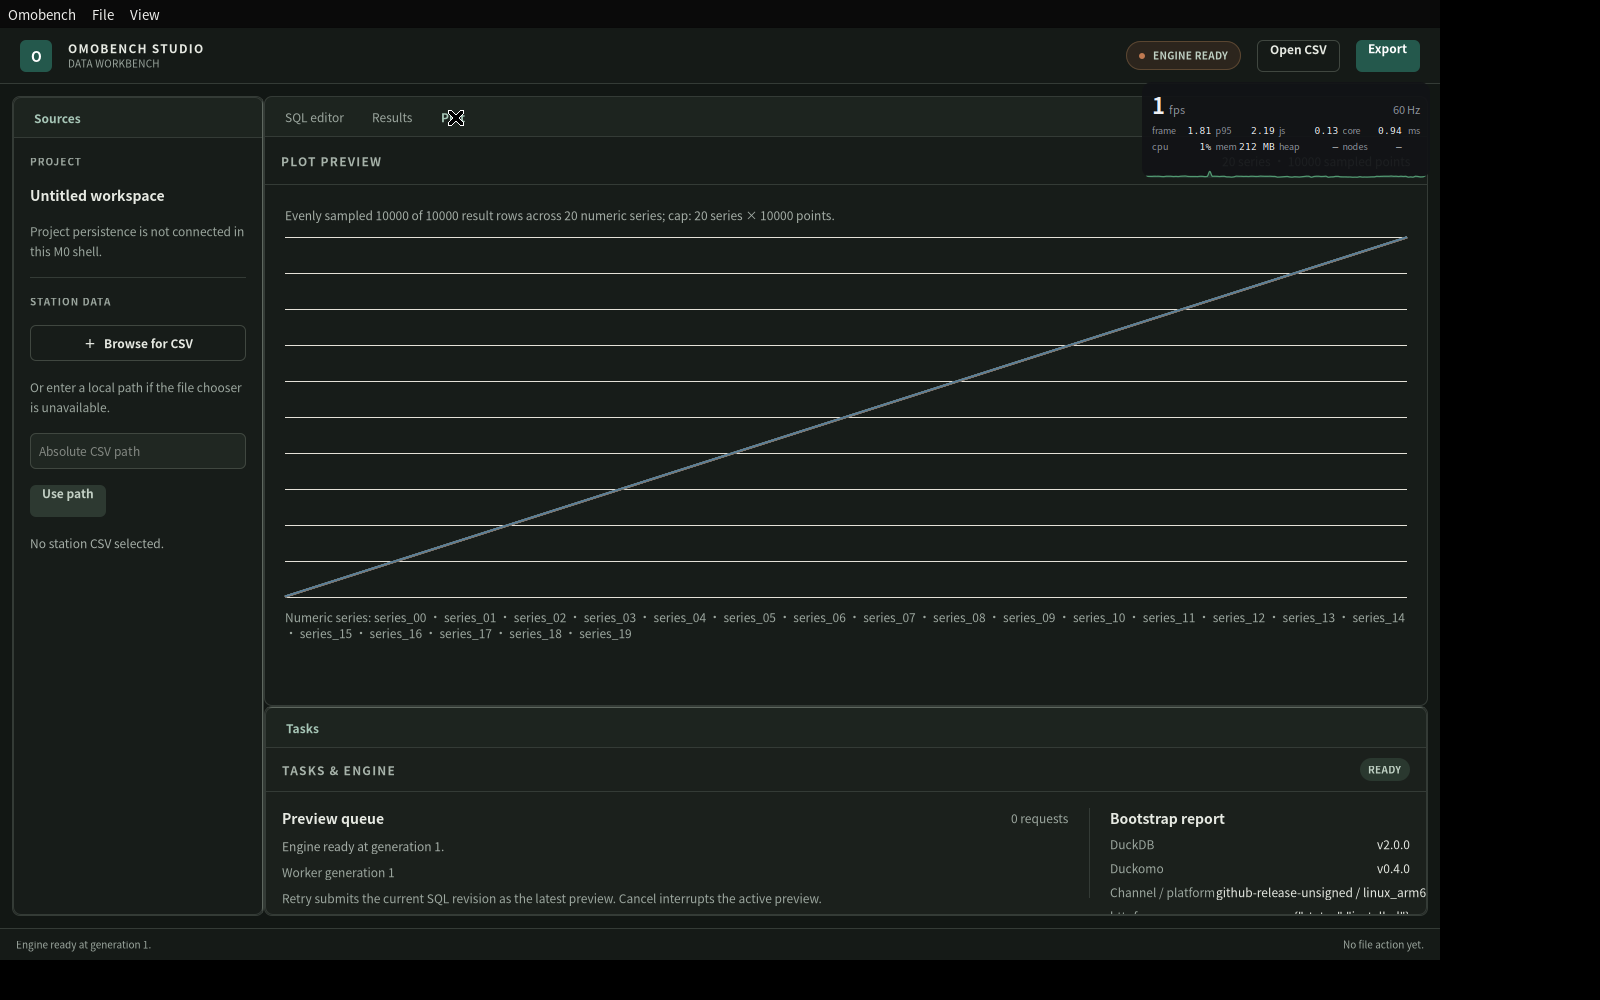 Omobench File View
O
OMOBENCH STUDIO
DATA WORKBENCH
ENGINE READY
Open CSV
Export
Sources
PROJECT
Untitled workspace
Project persistence is not connected in
this M0 shell.
STATION DATA
+ Browse for CSV
Or enter a local path if the file chooser
is unavailable.
Absolute CSV path
Use path
No station CSV selected.
SQL editor Results
1 fps 60 Hz
frame 1.81 p95 2.19 js 0.13 core 0.94 ms
cpu 1% mem 212 MB heap – nodes –
PLOT PREVIEW
20 series • 10000 sampled points
Evenly sampled 10000 of 10000 result rows across 20 numeric series; cap: 20 series × 10000 points.
Numeric series: series_00 • series_01 • series_02 • series_03 • series_04 • series_05 • series_06 • series_07 • series_08 • series_09 • series_10 • series_11 • series_12 • series_13 • series_14
• series_15 • series_16 • series_17 • series_18 • series_19
Tasks
TASKS & ENGINE
READY
Preview queue 0 requests
Engine ready at generation 1.
Worker generation 1
Retry submits the current SQL revision as the latest preview. Cancel interrupts the active preview.
Bootstrap report
DuckDB v2.0.0
Duckomo v0.4.0
Channel / platform github-release-unsigned / linux_arm6
Engine ready at generation 1.
No file action yet.